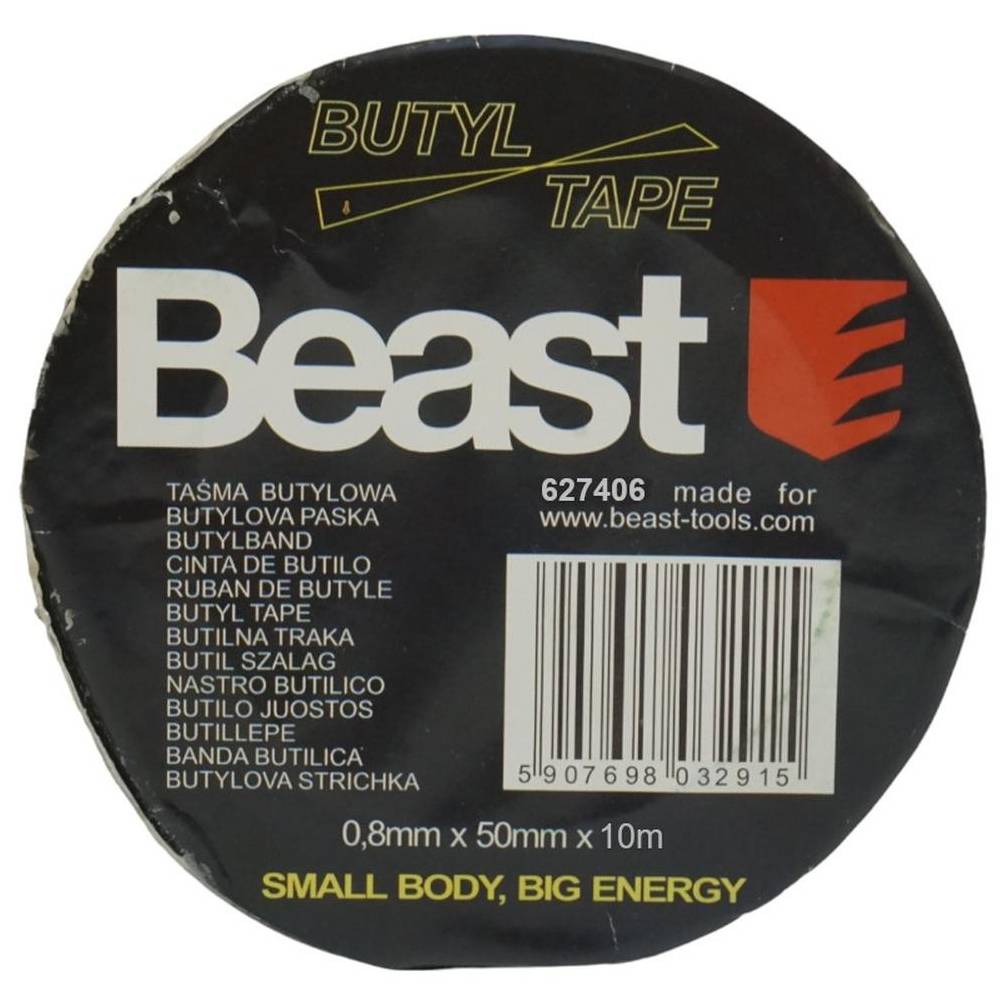 BUTYL
TAPE
Beast
TAŚMA BUTYLOWA
BUTYLOVA PASKA
BUTYLBAND
CINTA DE BUTILO
RUBAN DE BUTYLE
BUTYL TAPE
BUTILNA TRAKA
BUTIL SZALAG
NASTRO BUTILICO
BUTILO JUOSTOS
BUTILLEPE
BANDA BUTILICA
BUTYLOVA STRICHKA
627406 made for
www.beast-tools.com
5 907698 032915
0,8mm x 50mm x 10m
SMALL BODY, BIG ENERGY